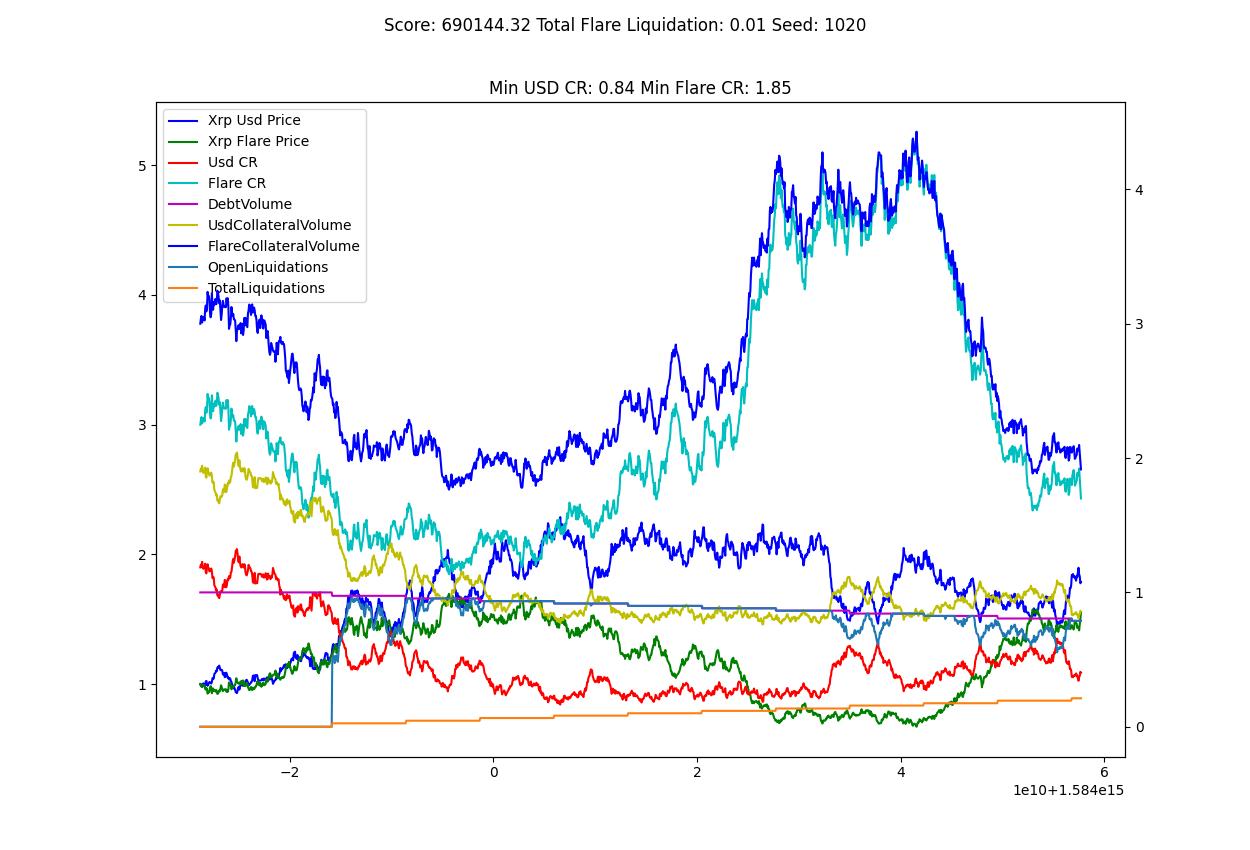 Score: 690144.32 Total Flare Liquidation: 0.01 Seed: 1020
Min USD CR: 0.84 Min Flare CR: 1.85
Xrp Usd Price
Xrp Flare Price
Usd CR
Flare CR
DebtVolume
UsdCollateralVolume
FlareCollateralVolume
OpenLiquidations
TotalLiquidations
5
4
3
2
1
4
3
2
1
0
−2
0
2
4
6
1e10+1.584e15